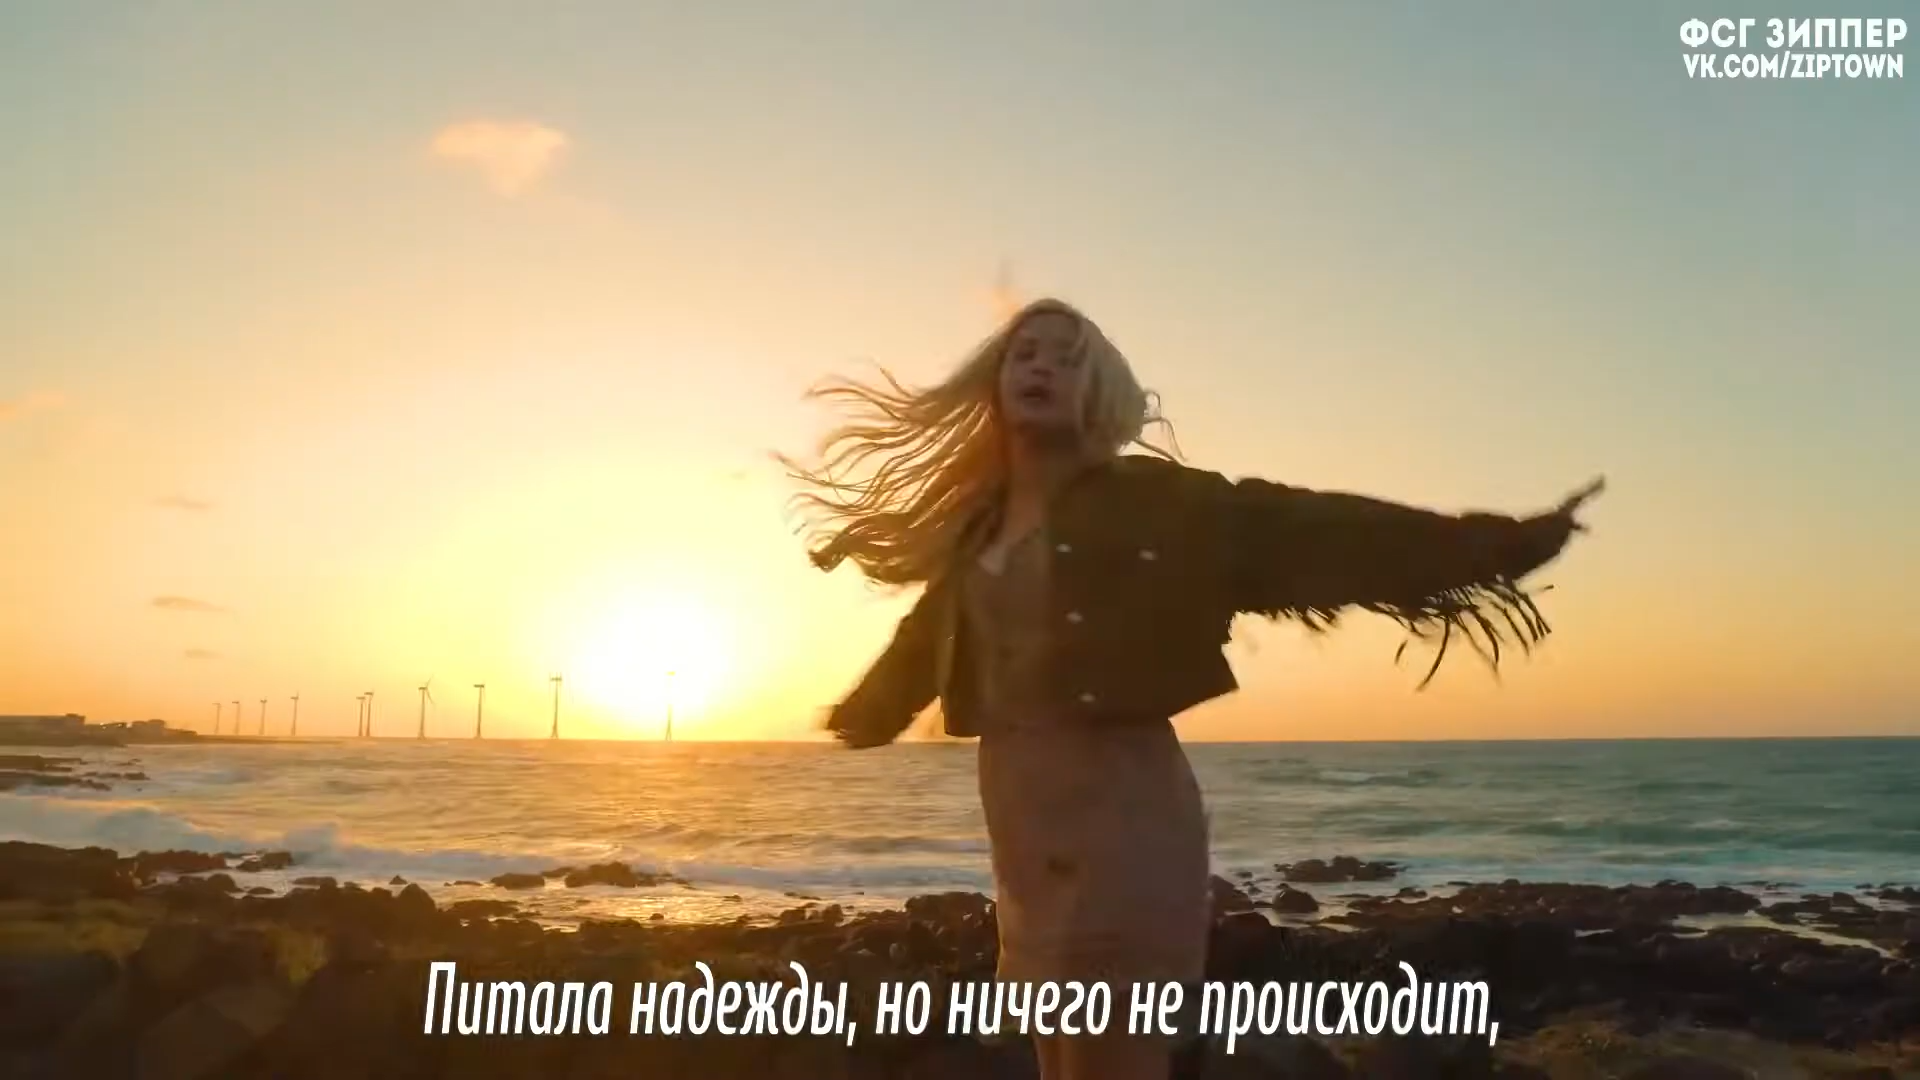 ФСГ ЗИППЕР
VK.COM/ZIPTOWN
Питала надежды, но ничего не происходит,